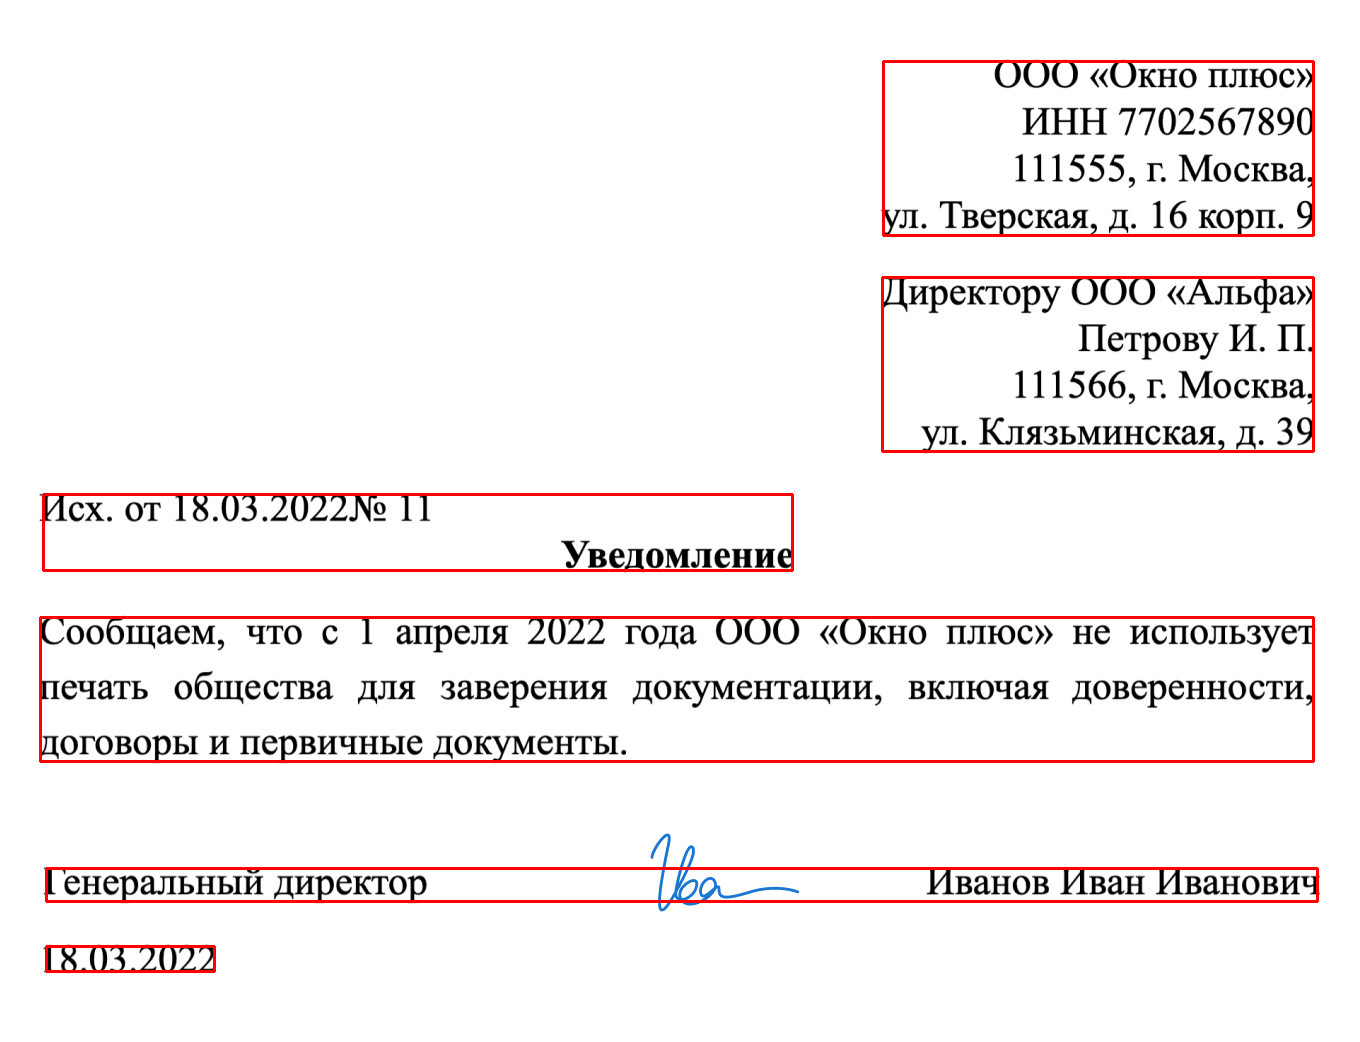 ООО «Окно плюс»
ИНН 7702567890
111555, г. Москва,
ул. Тверская, д. 16 корп. 9
Директору ООО «Альфа»
Петрову И. П.
111566, г. Москва,
ул. Клязьминская, д. 39
Исх. от 18.03.2022№ 11
Уведомление
Сообщаем, что с 1 апреля 2022 года ООО «Окно плюс» не использует
печать общества для заверения документации, включая доверенности,
договоры и первичные документы.
Генеральный директор Ива Иванов Иван Иванович
18.03.2022